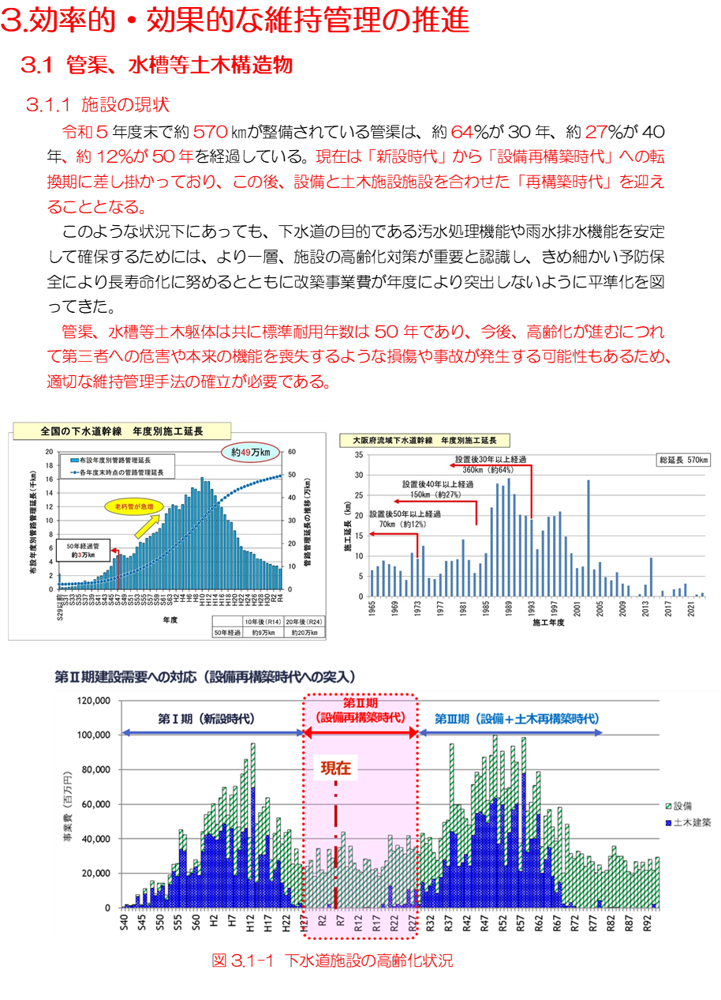 3.効率的・効果的な維持管理の推進
3.1 管渠、水槽等土木構造物
3.1.1 施設の現状
令和5年度末で約570㎞が整備されている管渠は、約64%が30年、約27%が40
年、約12%が50年を経過している。現在は「新設時代」から「設備再構築時代」への転
換期に差し掛かっており、この後、設備と土木施設施設を合わせた「再構築時代」を迎え
ることとなる。
このような状況下にあっても、下水道の目的である汚水処理機能や雨水排水機能を安定
して確保するためには、より一層、施設の高齢化対策が重要と認識し、きめ細かい予防保
全により長寿命化に努めるとともに改築事業費が年度により突出しないように平準化を図
ってきた。
管渠、水槽等土木躯体は共に標準耐用年数は50年であり、今後、高齢化が進むにつれ
て第三者への危害や本来の機能を喪失するような損傷や事故が発生する可能性もあるため、
適切な維持管理手法の確立が必要である。
全国の下水道幹線 年度別施工延長
布設年度別管路管理延長(千km)
20
18
16
14
12
10
8
6
4
2
0
布設年度別管路管理延長
各年度末時点の管路管理延長
約49万km
老朽管が急増
50年経過管
約3万km
60
50
40
30
20
10
0
管路管理延長の推移(万km)
S29以前 S31 S33 S35 S37 S39 S41 S43 S45 S47 S49 S51 S53 S55 S57 S59 S61 S63 H2 H4 H6 H8 H10 H12 H14 H16 H18 H20 H22 H24 H26 H28 H30 R2 R4
年度
10年後(R14) 20年後(R24)
50年経過 約9万km 約20万km
大阪府流域下水道幹線 年度別施工延長
総延長 570km
施工延長(km)
35
30
25
20
15
10
5
0
設置後30年以上経過
360km(約64%)
設置後40年以上経過
150km(約27%)
設置後50年以上経過
70km(約12%)
1965 1969 1973 1977 1981 1985 1989 1993 1997 2001 2005 2009 2013 2017 2021
施工年度
第Ⅱ期建設需要への対応(設備再構築時代への突入)
事業費(百万円)
120,000
100,000
80,000
60,000
40,000
20,000
0
第Ⅰ期(新設時代)
第Ⅱ期
(設備再構築時代)
第Ⅲ期(設備+土木再構築時代)
現在
設備
土木建築
S40 S45 S50 S55 S60 H2 H7 H12 H17 H22 H27 R2 R7 R12 R17 R22 R27 R32 R37 R42 R47 R52 R57 R62 R67 R72 R77 R82 R87 R92
図 3.1-1 下水道施設の高齢化状況